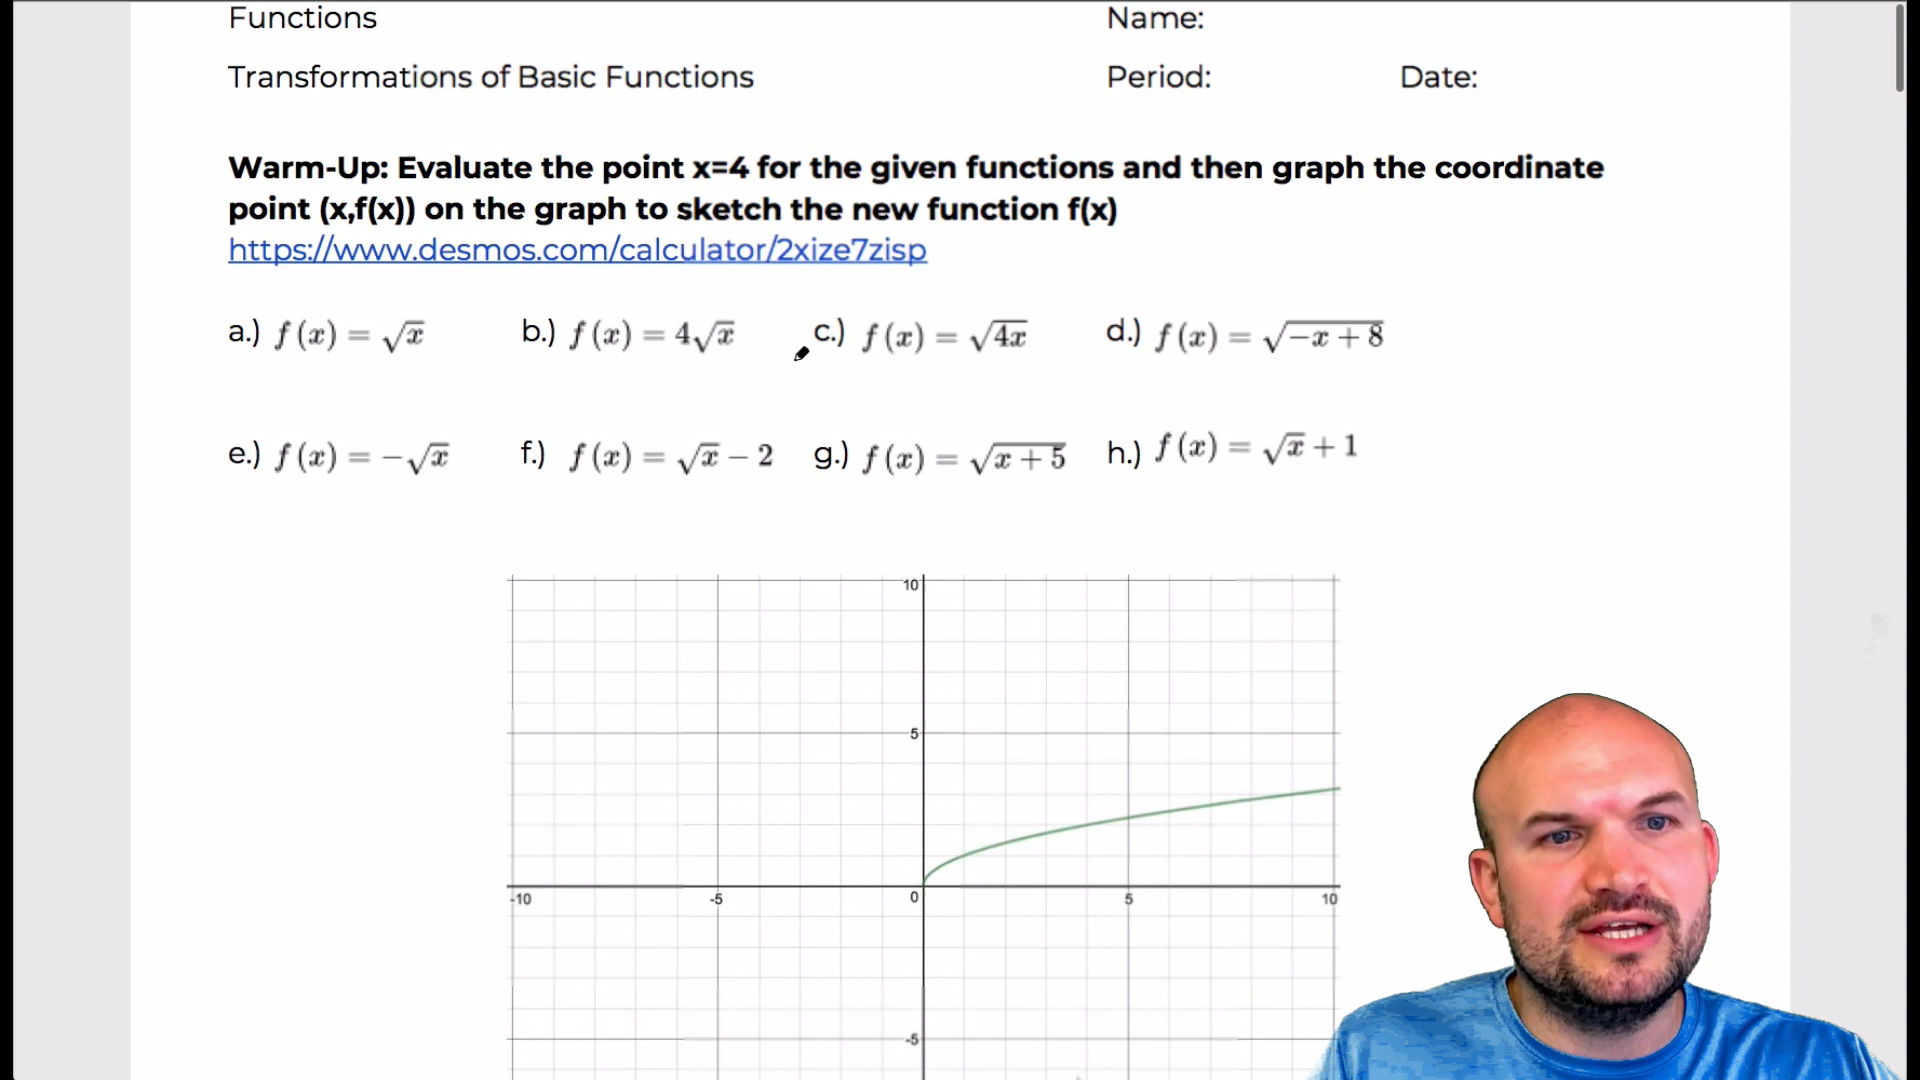 Functions Name:
Transformations of Basic Functions Period: Date:
Warm-Up: Evaluate the point x=4 for the given functions and then graph the coordinate
point (x,f(x)) on the graph to sketch the new function f(x)
https://www.desmos.com/calculator/2xize7zisp
a.) f(x) = √x b.) f(x) = 4√x c.) f(x) = √(4x) d.) f(x) = √(−x + 8)
e.) f(x) = −√x f.) f(x) = √x − 2 g.) f(x) = √(x + 5) h.) f(x) = √x + 1
10
5
-10 -5 0 5 10
-5